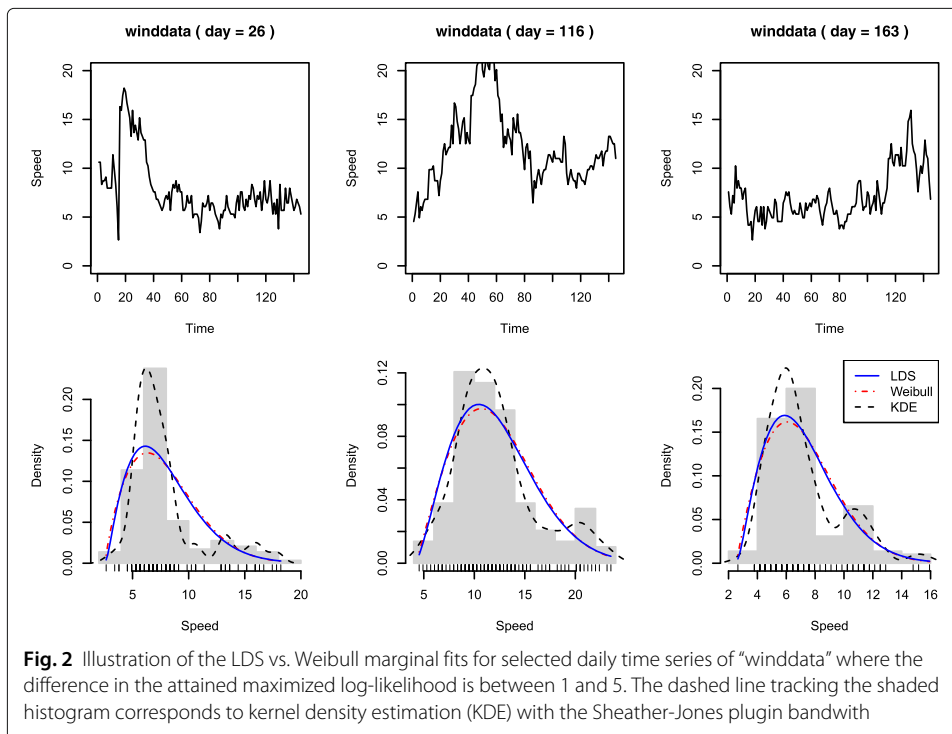 winddata ( day = 26 )
winddata ( day = 116 )
winddata ( day = 163 )
Speed
0 5 10 15 20
0 20 40 60 80 120
Time
Speed
0 5 10 15 20
0 20 40 60 80 120
Time
Speed
0 5 10 15 20
0 20 40 60 80 120
Time
Density
0.00 0.05 0.10 0.15 0.20
5 10 15 20
Speed
Density
0.00 0.04 0.08 0.12
5 10 15 20
Speed
Density
0.00 0.05 0.10 0.15 0.20
2 4 6 8 10 12 14 16
Speed
LDS
Weibull
KDE
Fig. 2 Illustration of the LDS vs. Weibull marginal fits for selected daily time series of “winddata” where the
difference in the attained maximized log-likelihood is between 1 and 5. The dashed line tracking the shaded
histogram corresponds to kernel density estimation (KDE) with the Sheather-Jones plugin bandwith